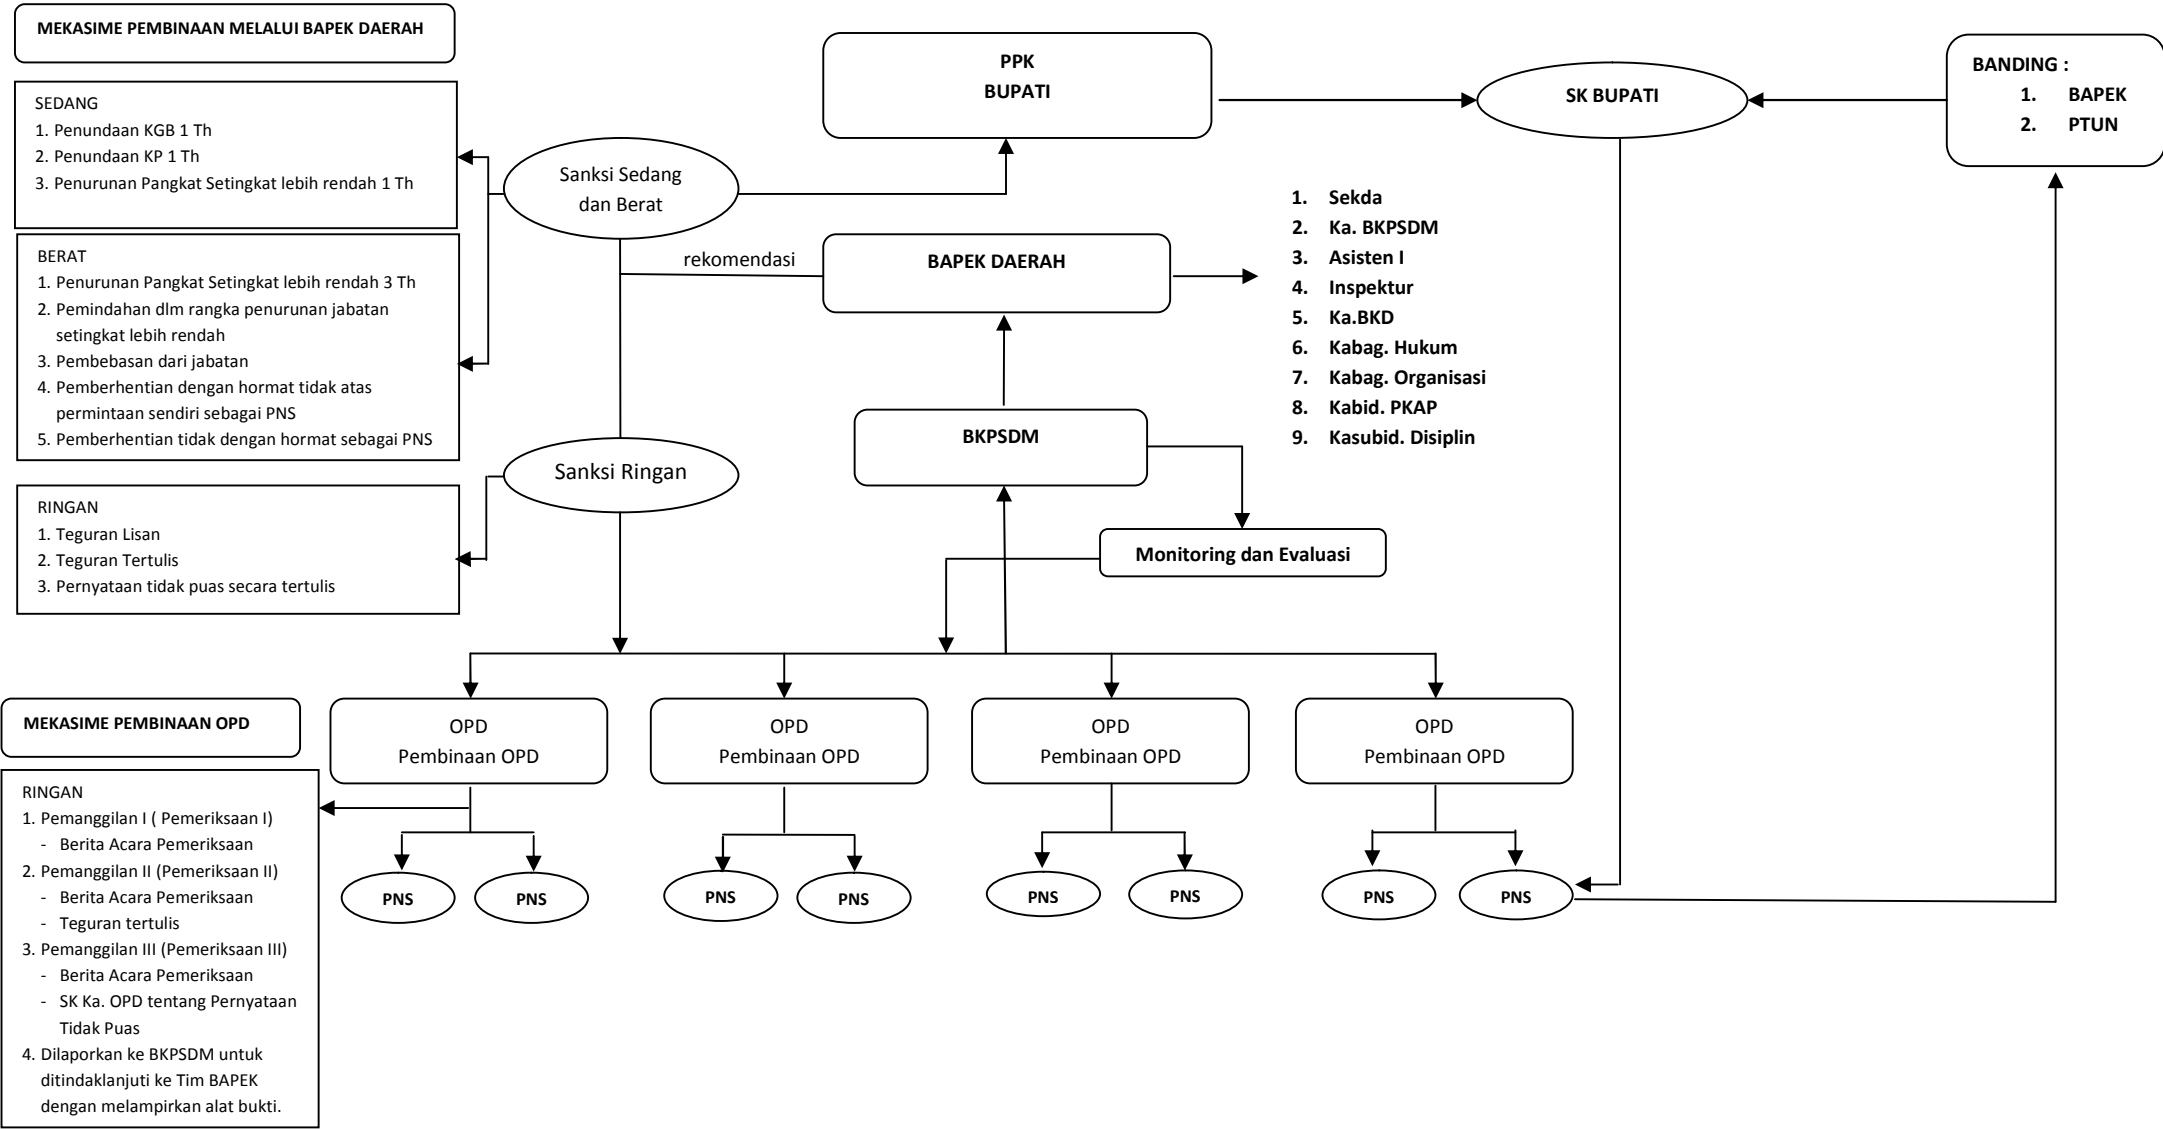 MEKASIME PEMBINAAN MELALUI BAPEK DAERAH
SEDANG
1. Penundaan KGB 1 Th
2. Penundaan KP 1 Th
3. Penurunan Pangkat Setingkat lebih rendah 1 Th
BERAT
1. Penurunan Pangkat Setingkat lebih rendah 3 Th
2. Pemindahan dlm rangka penurunan jabatan
setingkat lebih rendah
3. Pembebasan dari jabatan
4. Pemberhentian dengan hormat tidak atas
permintaan sendiri sebagai PNS
5. Pemberhentian tidak dengan hormat sebagai PNS
RINGAN
1. Teguran Lisan
2. Teguran Tertulis
3. Pernyataan tidak puas secara tertulis
Sanksi Sedang
dan Berat
Sanksi Ringan
rekomendasi
PPK
BUPATI
BAPEK DAERAH
BKPSDM
Monitoring dan Evaluasi
1. Sekda
2. Ka. BKPSDM
3. Asisten I
4. Inspektur
5. Ka.BKD
6. Kabag. Hukum
7. Kabag. Organisasi
8. Kabid. PKAP
9. Kasubid. Disiplin
SK BUPATI
BANDING :
1. BAPEK
2. PTUN
MEKASIME PEMBINAAN OPD
RINGAN
1. Pemanggilan I ( Pemeriksaan I)
- Berita Acara Pemeriksaan
2. Pemanggilan II (Pemeriksaan II)
- Berita Acara Pemeriksaan
- Teguran tertulis
3. Pemanggilan III (Pemeriksaan III)
- Berita Acara Pemeriksaan
- SK Ka. OPD tentang Pernyataan
Tidak Puas
4. Dilaporkan ke BKPSDM untuk
ditindaklanjuti ke Tim BAPEK
dengan melampirkan alat bukti.
OPD
Pembinaan OPD
OPD
Pembinaan OPD
OPD
Pembinaan OPD
OPD
Pembinaan OPD
PNS
PNS
PNS
PNS
PNS
PNS
PNS
PNS